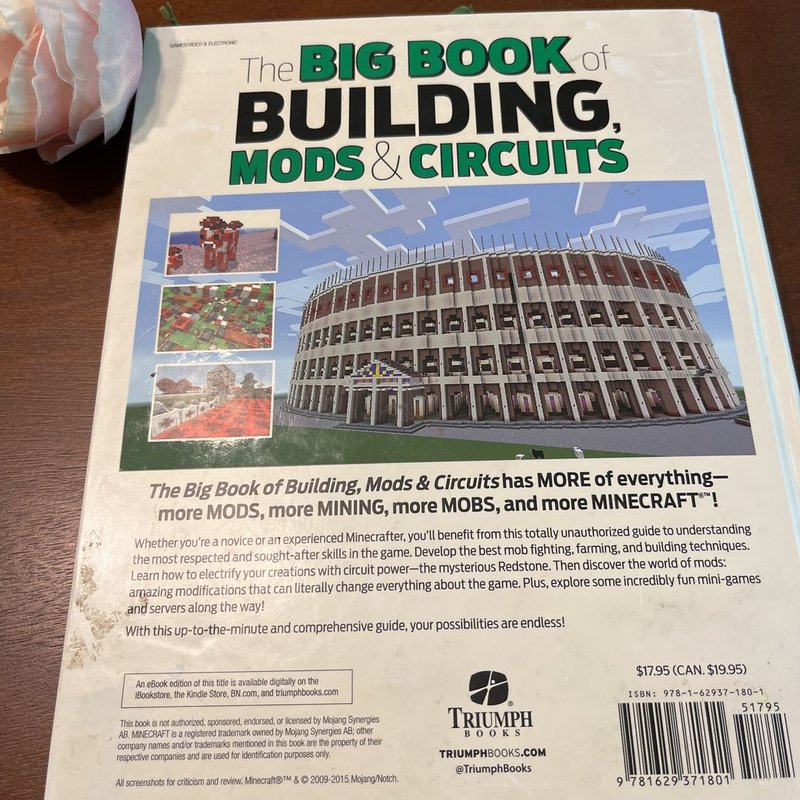 GAMES/VIDEO & ELECTRONIC
The BIG BOOK of
BUILDING,
MODS & CIRCUITS
The Big Book of Building, Mods & Circuits has MORE of everything—
more MODS, more MINING, more MOBS, and more MINECRAFT®™!
Whether you're a novice or an experienced Minecrafter, you'll benefit from this totally unauthorized guide to understanding
the most respected and sought-after skills in the game. Develop the best mob fighting, farming, and building techniques.
Learn how to electrify your creations with circuit power—the mysterious Redstone. Then discover the world of mods:
amazing modifications that can literally change everything about the game. Plus, explore some incredibly fun mini-games
and servers along the way!
With this up-to-the-minute and comprehensive guide, your possibilities are endless!
An eBook edition of this title is available digitally on the
iBookstore, the Kindle Store, BN.com, and triumphbooks.com
This book is not authorized, sponsored, endorsed, or licensed by Mojang Synergies
AB. MINECRAFT is a registered trademark owned by Mojang Synergies AB; other
company names and/or trademarks mentioned in this book are the property of their
respective companies and are used for identification purposes only.
All screenshots for criticism and review, Minecraft®™ & © 2009-2015 Mojang/Notch.
TRIUMPH
BOOKS
TRIUMPHBOOKS.COM
@TriumphBooks
$17.95 (CAN. $19.95)
ISBN: 978-1-62937-180-1
51795
9 781629 371801